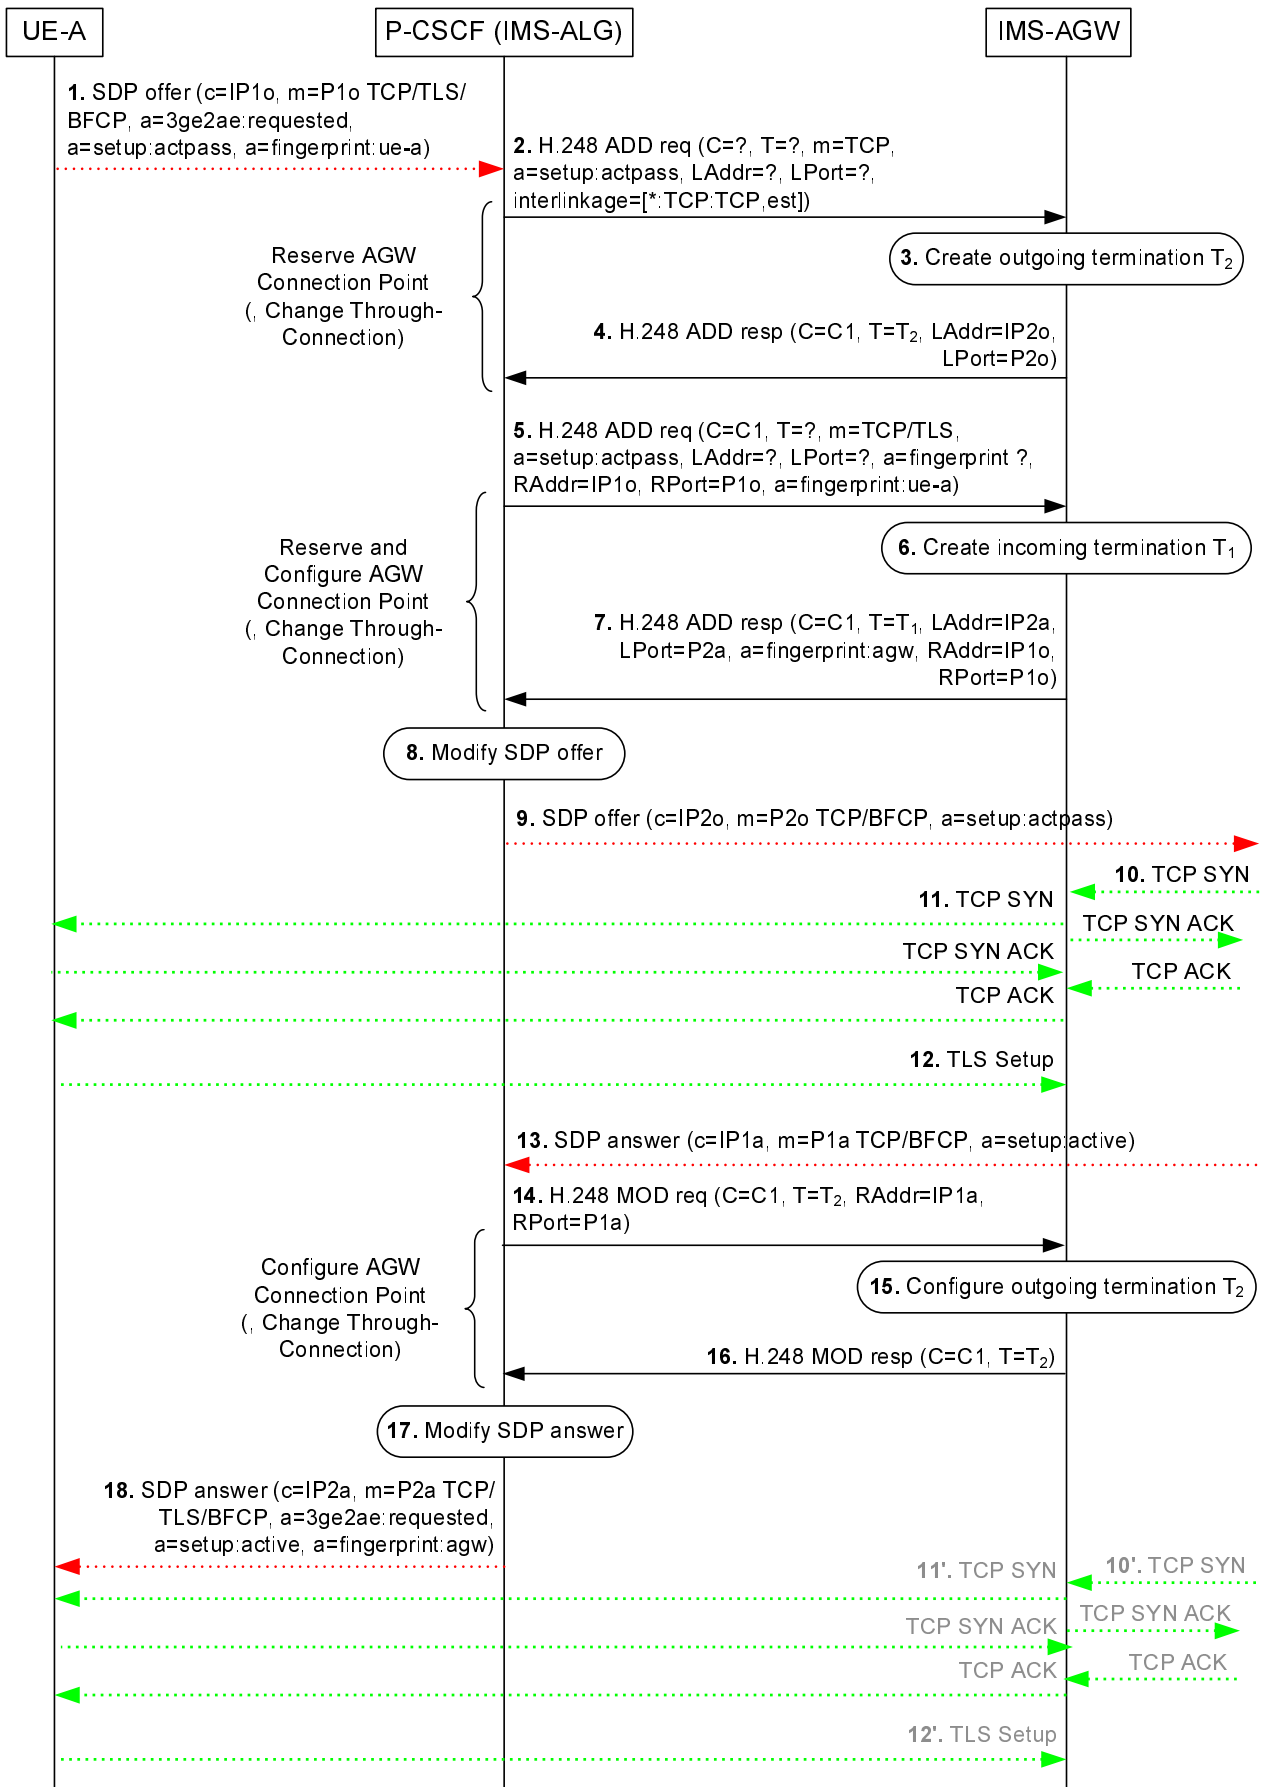 UE-A
P-CSCF (IMS-ALG)
IMS-AGW
1. SDP offer (c=IP1o, m=P1o TCP/TLS/
BFCP, a=3ge2ae:requested,
a=setup:actpass, a=fingerprint:ue-a)
2. H.248 ADD req (C=?, T=?, m=TCP,
a=setup:actpass, LAddr=?, LPort=?,
interlinkage=[*:TCP:TCP,est])
Reserve AGW
Connection Point
(, Change Through-
Connection)
3. Create outgoing termination T2
4. H.248 ADD resp (C=C1, T=T2, LAddr=IP2o,
LPort=P2o)
5. H.248 ADD req (C=C1, T=?, m=TCP/TLS,
a=setup:actpass, LAddr=?, LPort=?, a=fingerprint ?,
RAddr=IP1o, RPort=P1o, a=fingerprint:ue-a)
Reserve and
Configure AGW
Connection Point
(, Change Through-
Connection)
6. Create incoming termination T1
7. H.248 ADD resp (C=C1, T=T1, LAddr=IP2a,
LPort=P2a, a=fingerprint:agw, RAddr=IP1o,
RPort=P1o)
8. Modify SDP offer
9. SDP offer (c=IP2o, m=P2o TCP/BFCP, a=setup:actpass)
10. TCP SYN
11. TCP SYN
TCP SYN ACK
TCP SYN ACK
TCP ACK
TCP ACK
12. TLS Setup
13. SDP answer (c=IP1a, m=P1a TCP/BFCP, a=setup:active)
14. H.248 MOD req (C=C1, T=T2, RAddr=IP1a,
RPort=P1a)
Configure AGW
Connection Point
(, Change Through-
Connection)
15. Configure outgoing termination T2
16. H.248 MOD resp (C=C1, T=T2)
17. Modify SDP answer
18. SDP answer (c=IP2a, m=P2a TCP/
TLS/BFCP, a=3ge2ae:requested,
a=setup:active, a=fingerprint:agw)
10'. TCP SYN
11'. TCP SYN
TCP SYN ACK
TCP SYN ACK
TCP ACK
TCP ACK
12'. TLS Setup